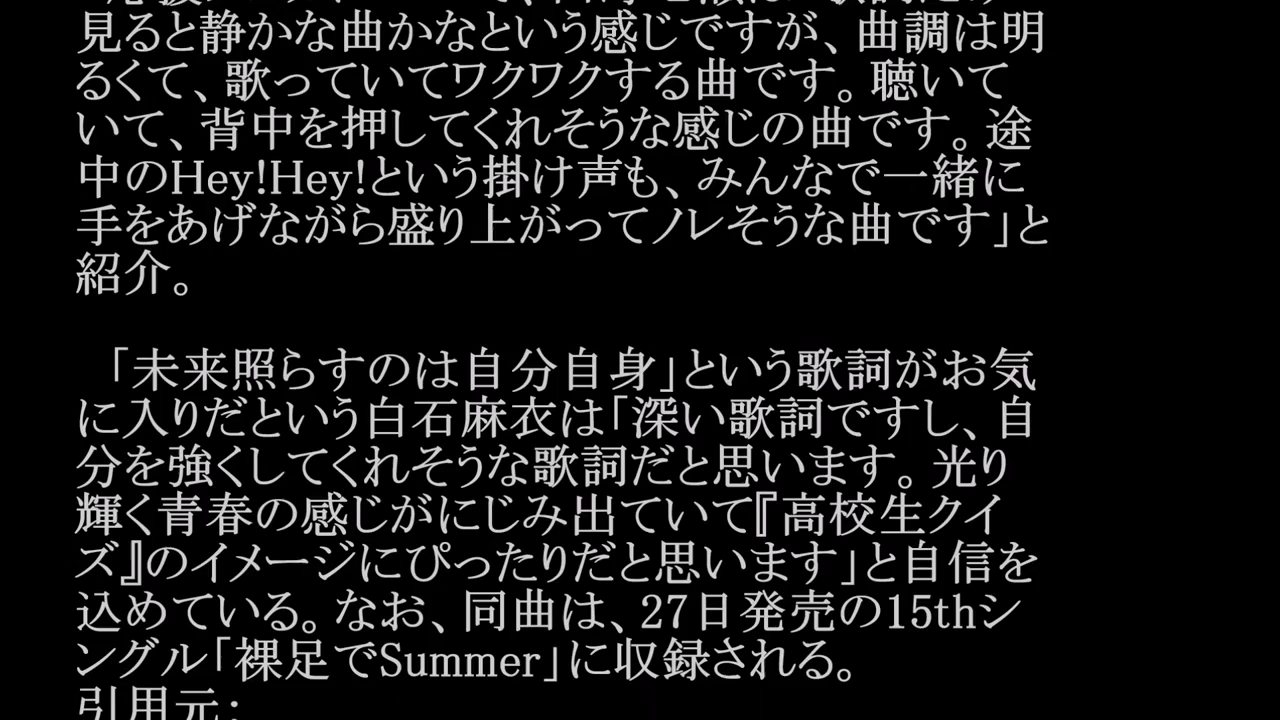 見ると静かな曲かなという感じですが、曲調は明
るくて、歌っていてワクワクする曲です。聴いて
いて、背中を押してくれそうな感じの曲です。途
中のHey!Hey!という掛け声も、みんなで一緒に
手をあげながら盛り上がってノレそうな曲です」と
紹介。
「未来照らすのは自分自身」という歌詞がお気
に入りだという白石麻衣は「深い歌詞ですし、自
分を強くしてくれそうな歌詞だと思います。光り
輝く青春の感じがにじみ出ていて『高校生クイ
ズ』のイメージにぴったりだと思います」と自信を
込めている。なお、同曲は、27日発売の15thシ
ングル「裸足でSummer」に収録される。
引用元：